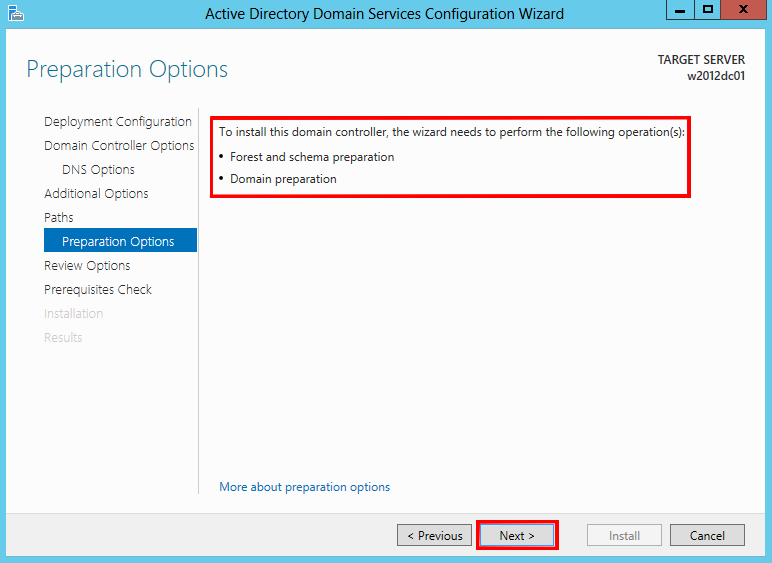 Active Directory Domain Services Configuration Wizard
Preparation Options
TARGET SERVER
w2012dc01
Deployment Configuration
Domain Controller Options
DNS Options
Additional Options
Paths
Preparation Options
Review Options
Prerequisites Check
Installation
Results
To install this domain controller, the wizard needs to perform the following operation(s):
• Forest and schema preparation
• Domain preparation
More about preparation options
< Previous
Next >
Install
Cancel